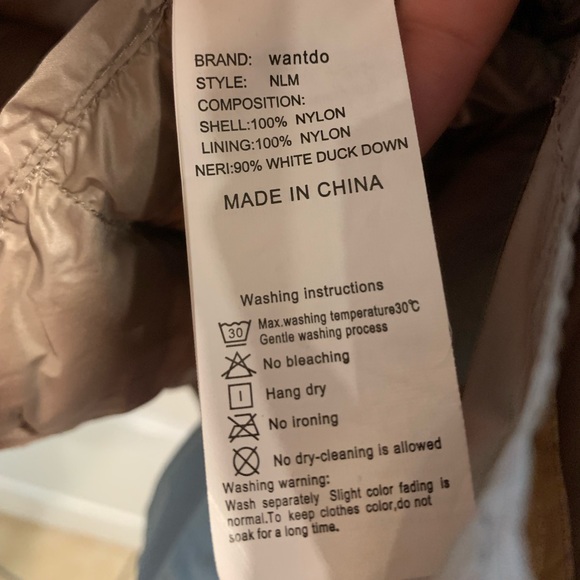 BRAND: wantdo
STYLE: NLM
COMPOSITION:
SHELL:100% NYLON
LINING:100% NYLON
NERI:90% WHITE DUCK DOWN
MADE IN CHINA
Washing instructions
30 Max.washing temperature30℃
Gentle washing process
No bleaching
Hang dry
No ironing
No dry-cleaning is allowed
Washing warning:
Wash separately Slight color fading is
normal.To keep clothes color,do not
soak for a long time.